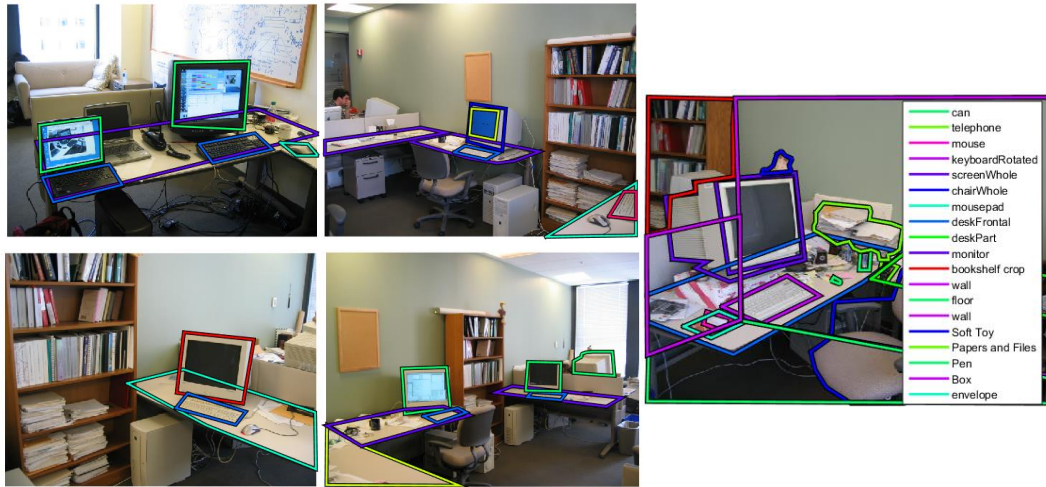 can
telephone
mouse
keyboardRotated
screenWhole
chairWhole
mousepad
deskFrontal
deskPart
monitor
bookshelf crop
wall
floor
wall
Soft Toy
Papers and Files
Pen
Box
envelope